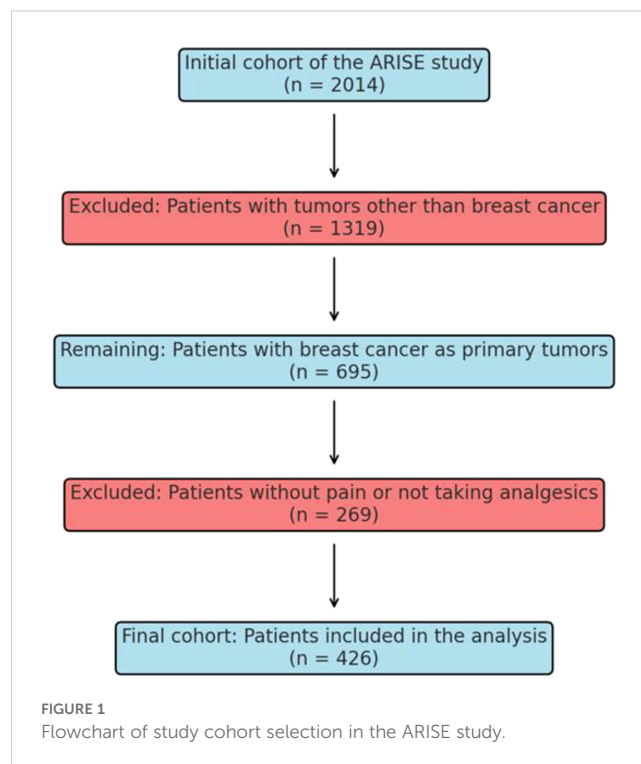 Initial cohort of the ARISE study
(n = 2014)
Excluded: Patients with tumors other than breast cancer
(n = 1319)
Remaining: Patients with breast cancer as primary tumors
(n = 695)
Excluded: Patients without pain or not taking analgesics
(n = 269)
Final cohort: Patients included in the analysis
(n = 426)
FIGURE 1
Flowchart of study cohort selection in the ARISE study.